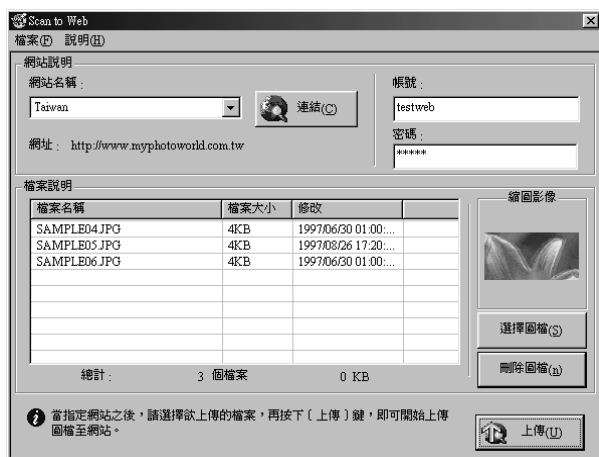 Scan to Web
檔案(F) 說明(H)
網站說明
網站名稱：
Taiwan
連結(C)
網址： http://www.myphotoworld.com.tw
帳號：
testweb
密碼：
*****
檔案說明
檔案名稱 檔案大小 修改
SAMPLE04.JPG 4KB 1997/06/30 01:00:...
SAMPLE05.JPG 4KB 1997/08/26 17:20:...
SAMPLE06.JPG 4KB 1997/06/30 01:00:...
總計： 3 個檔案 0 KB
縮圖影像
選擇圖檔(S)
刪除圖檔(n)
當指定網站之後，請選擇欲上傳的檔案，再按下〔上傳〕鍵，即可開始上傳
圖檔至網站。
上傳(U)